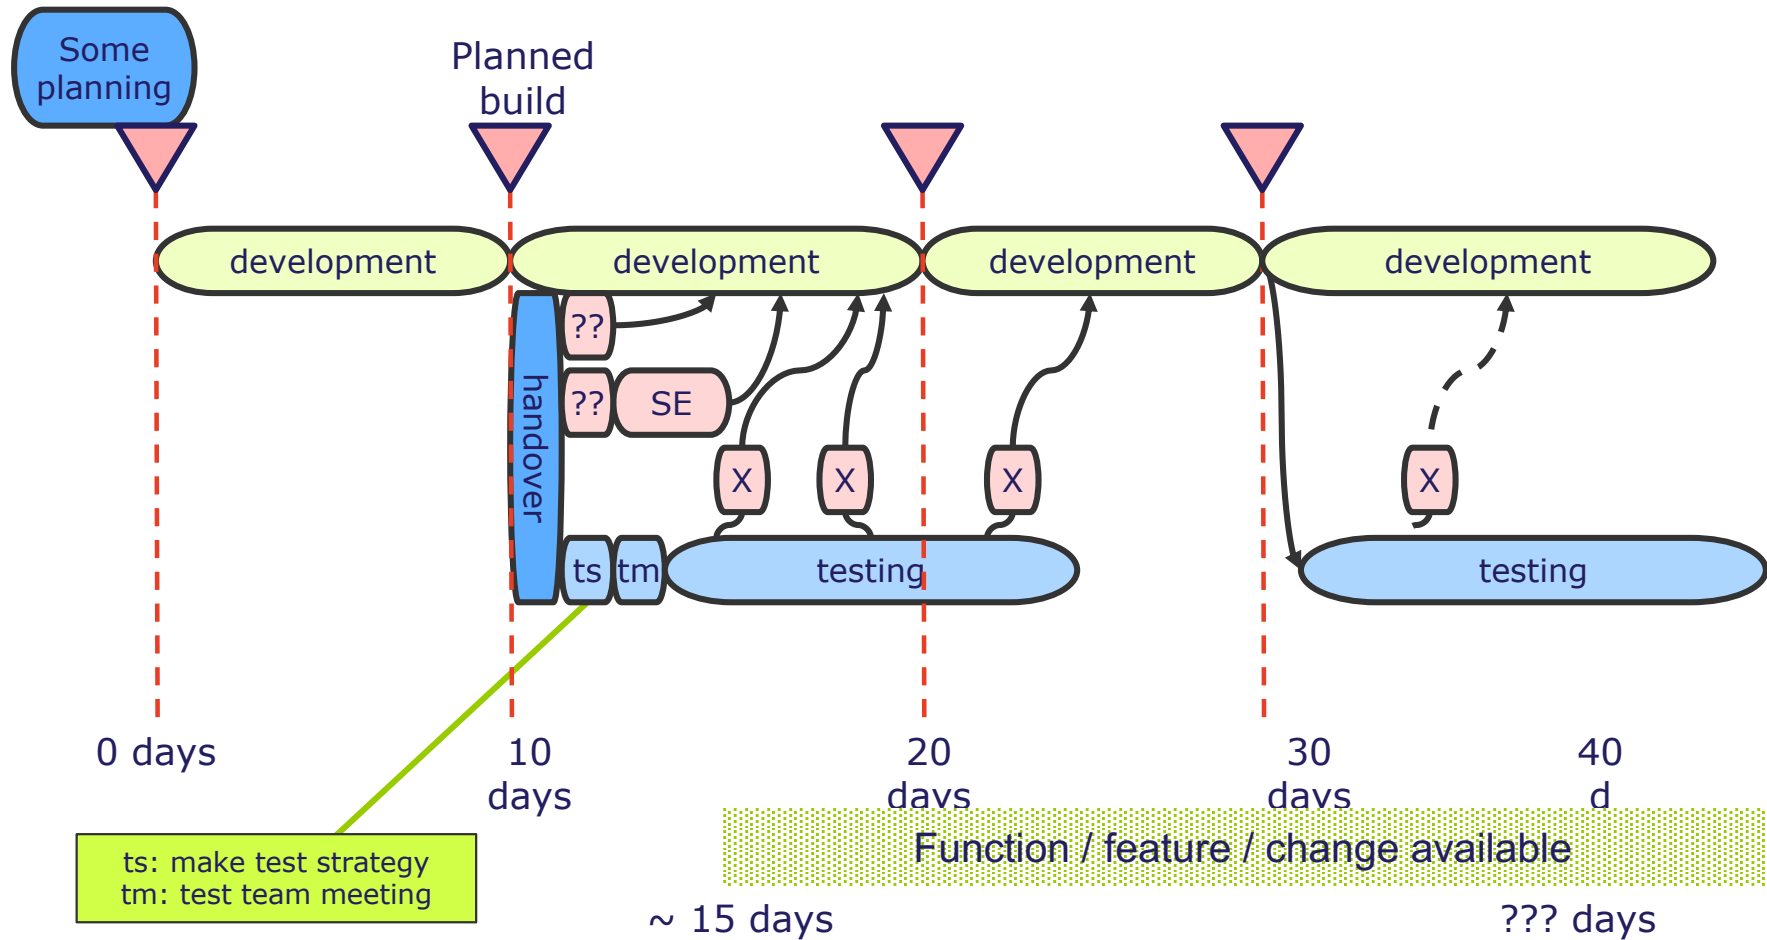 Some
planning
Planned
build
development
development
development
development
??
handover
??
SE
X
X
X
X
ts
tm
testing
testing
0 days
10
days
20
days
30
days
40
d
Function / feature / change available
ts: make test strategy
tm: test team meeting
~ 15 days
??? days